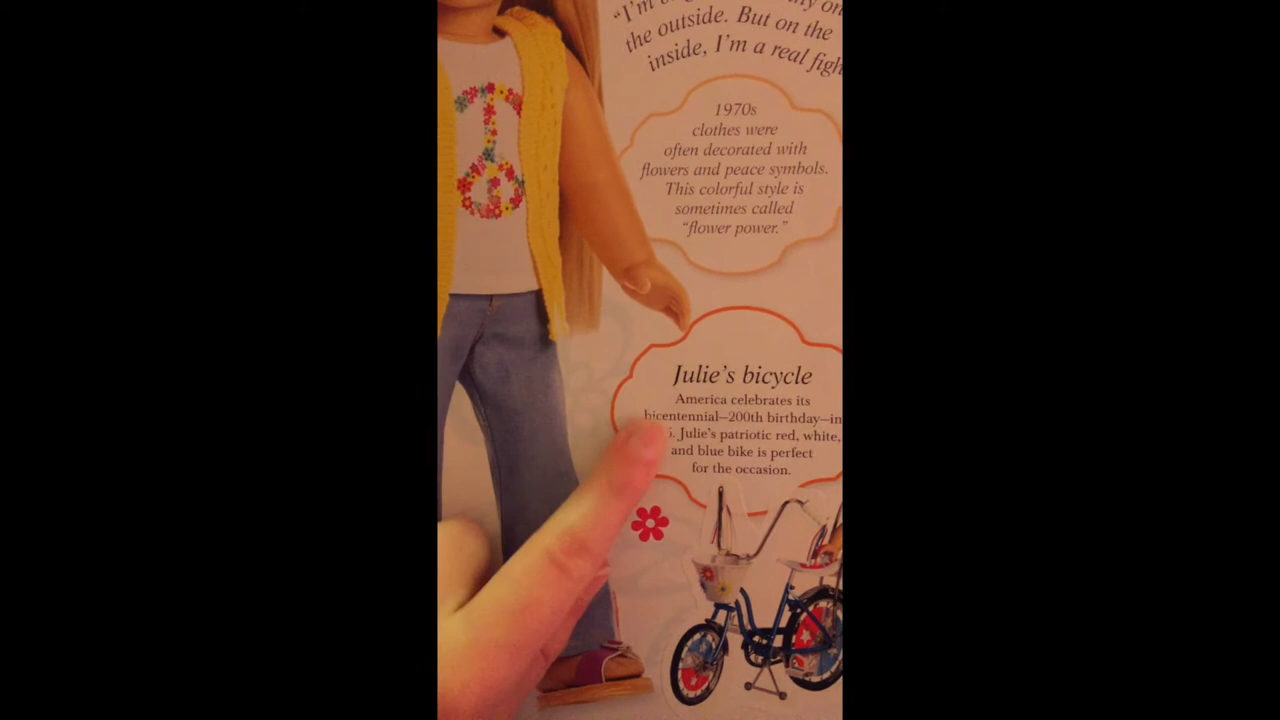 "I'm
the outside. But on the
inside, I'm a real figh
1970s
clothes were
often decorated with
flowers and peace symbols.
This colorful style is
sometimes called
"flower power."
Julie's bicycle
America celebrates its
bicentennial—200th birthday—in
Julie's patriotic red, white,
and blue bike is perfect
for the occasion.